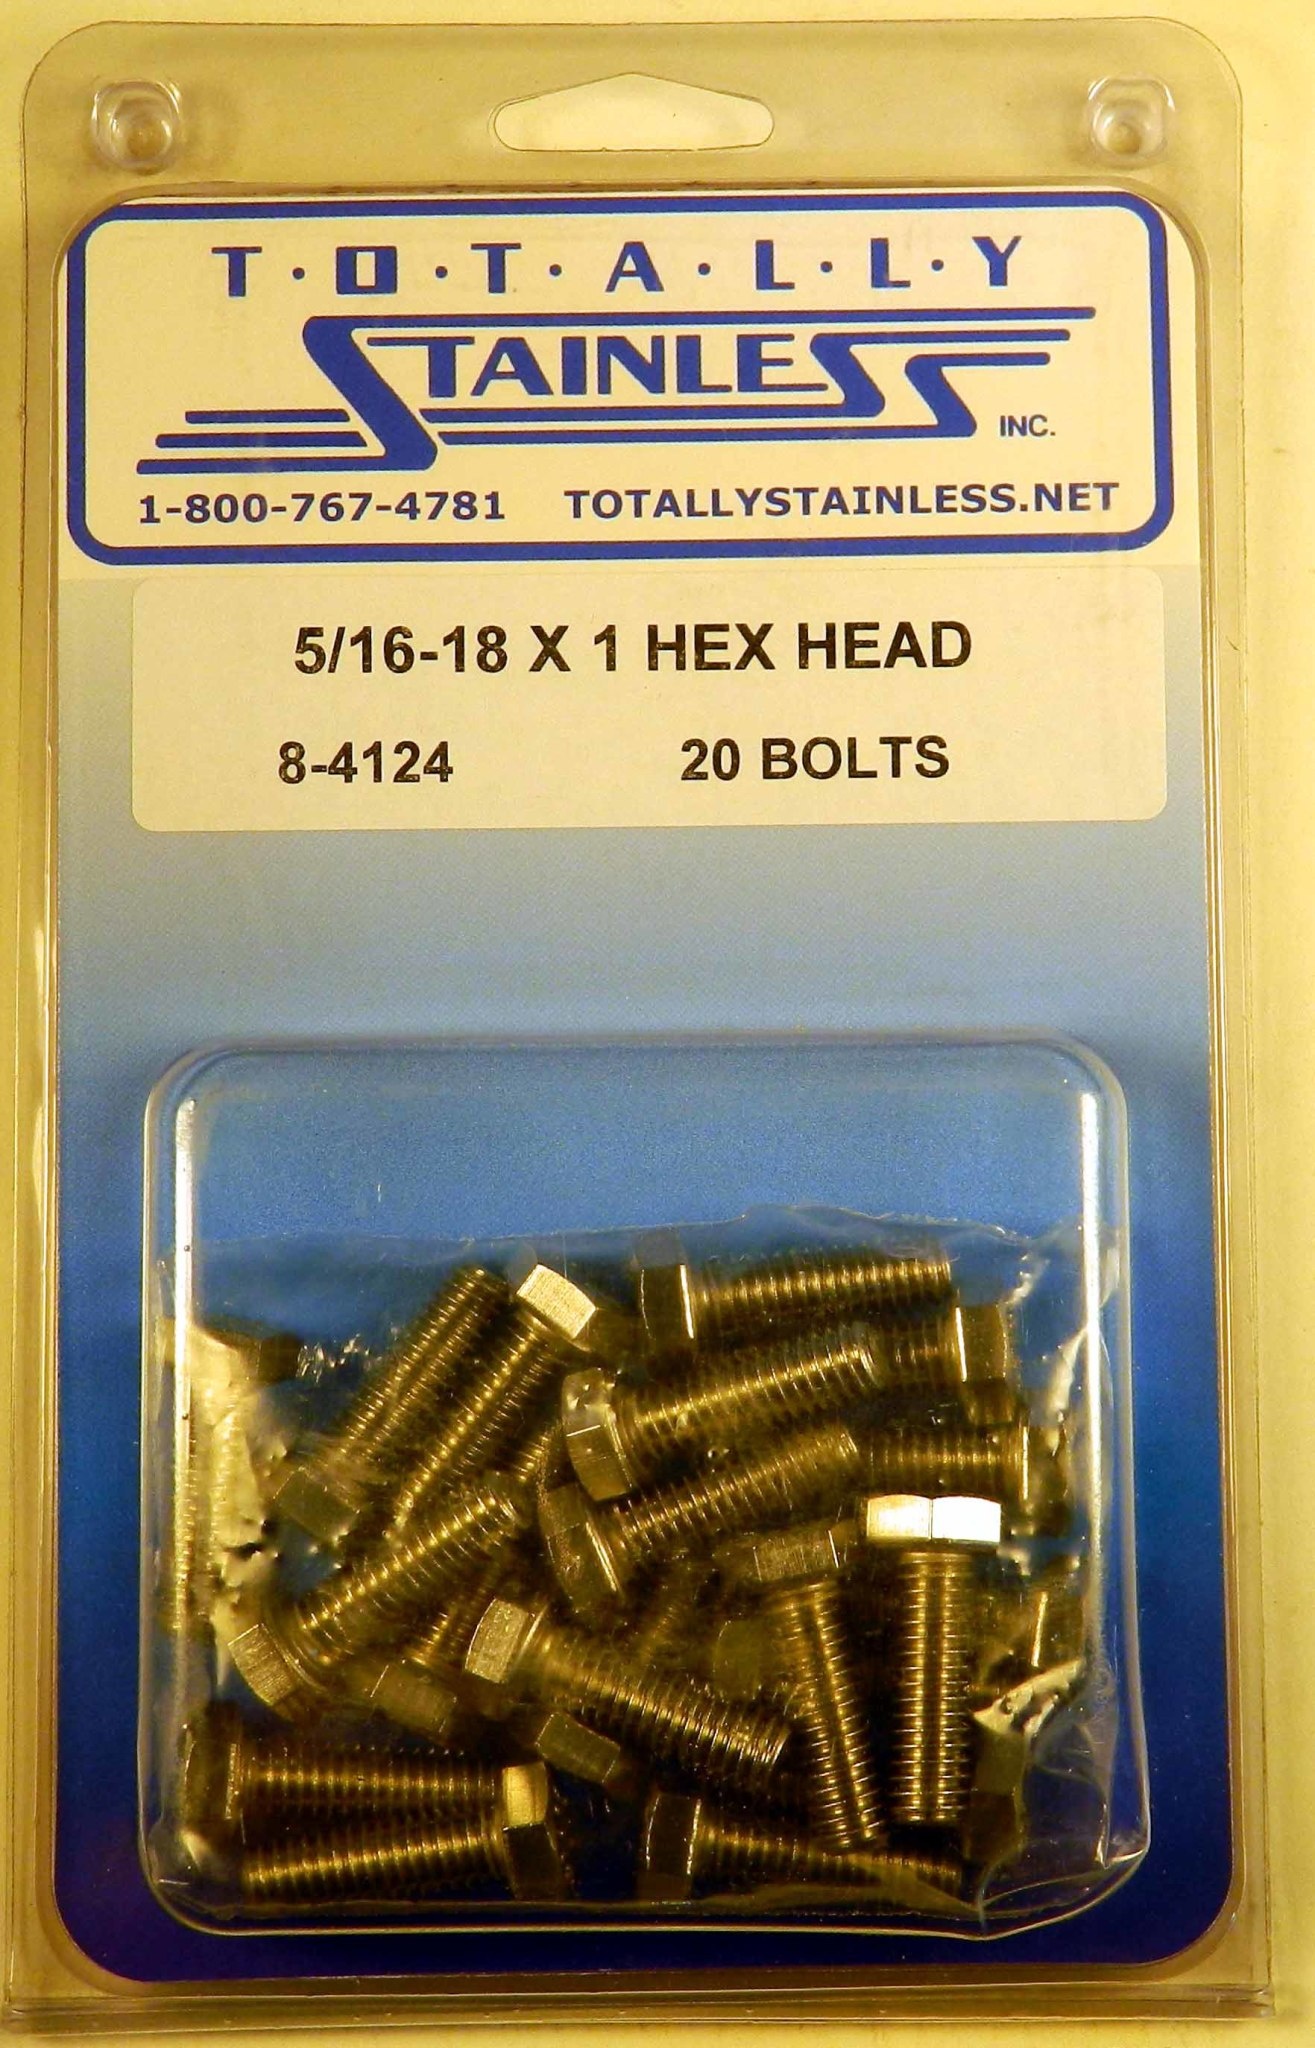 T·O·T·A·L·L·Y
STAINLESS INC.
1-800-767-4781 TOTALLYSTAINLESS.NET
5/16-18 X 1 HEX HEAD
8-4124 20 BOLTS